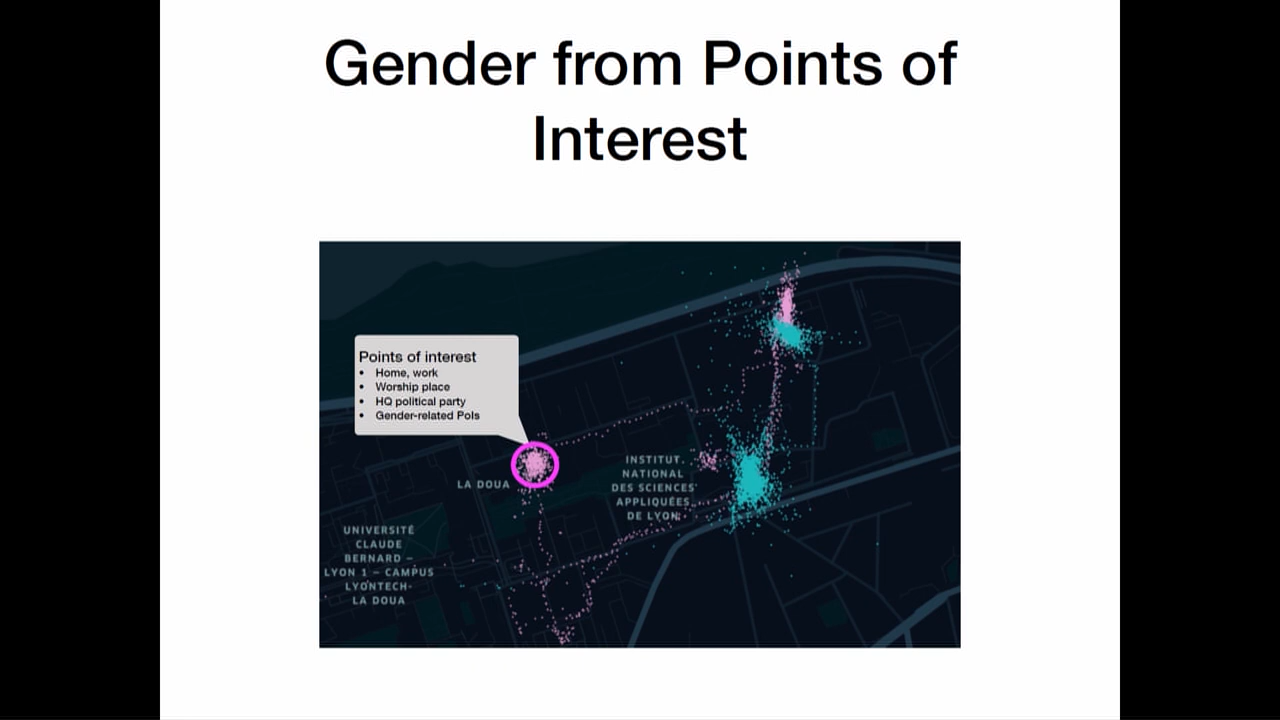 Gender from Points of
Interest
Points of interest
• Home, work
• Worship place
• HQ political party
• Gender-related PoIs
LA DOUA
INSTITUT
NATIONAL
DES SCIENCES
APPLIQUÉES
DE LYON
UNIVERSITÉ
CLAUDE
BERNARD –
LYON 1 – CAMPUS
LYONTECH-
LA DOUA